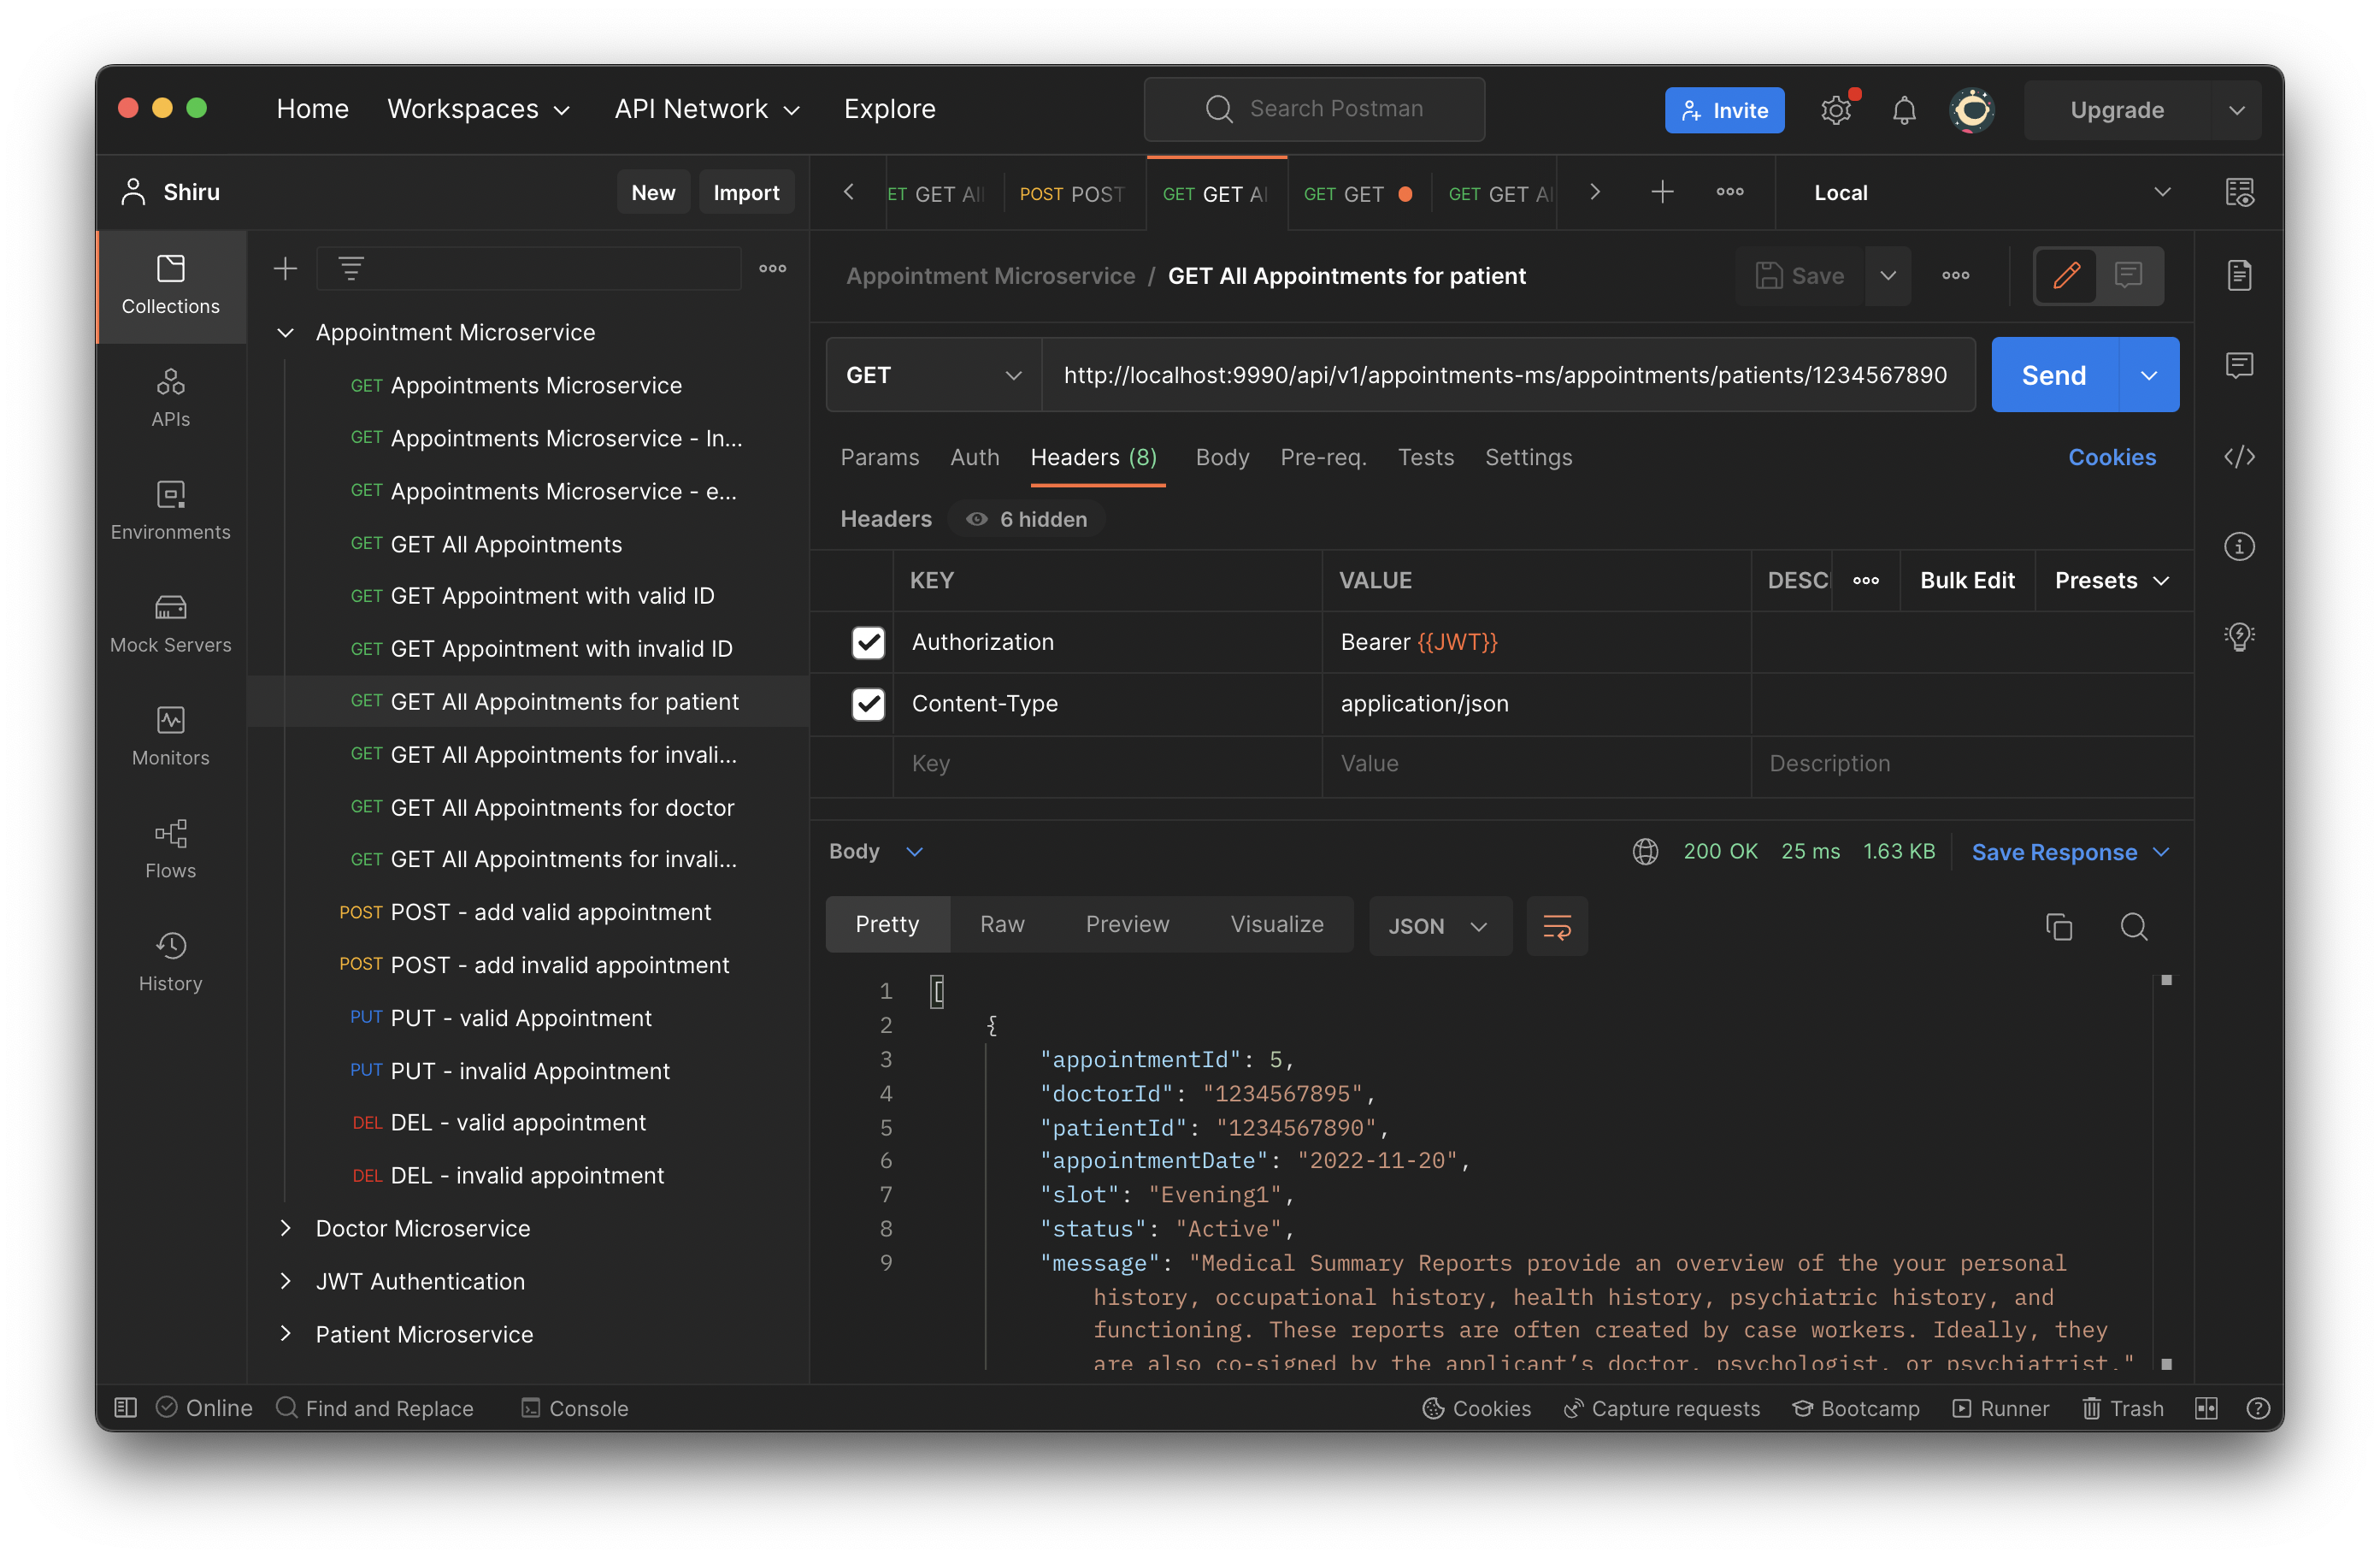 Home Workspaces API Network Explore Search Postman Invite Upgrade
Shiru New Import
GET All POST POST GET GET Al GET GET GET GET Al Local
Collections
APIs
Environments
Mock Servers
Monitors
Flows
History
Appointment Microservice
GET Appointments Microservice
GET Appointments Microservice - In...
GET Appointments Microservice - e...
GET GET All Appointments
GET GET Appointment with valid ID
GET GET Appointment with invalid ID
GET GET All Appointments for patient
GET GET All Appointments for invali...
GET GET All Appointments for doctor
GET GET All Appointments for invali...
POST POST - add valid appointment
POST POST - add invalid appointment
PUT PUT - valid Appointment
PUT PUT - invalid Appointment
DEL DEL - valid appointment
DEL DEL - invalid appointment
Doctor Microservice
JWT Authentication
Patient Microservice
Appointment Microservice / GET All Appointments for patient Save
GET http://localhost:9990/api/v1/appointments-ms/appointments/patients/1234567890 Send
Params Auth Headers (8) Body Pre-req. Tests Settings Cookies
Headers 6 hidden
KEY VALUE DESC Bulk Edit Presets
Authorization Bearer {{JWT}}
Content-Type application/json
Key Value Description
Body 200 OK 25 ms 1.63 KB Save Response
Pretty Raw Preview Visualize JSON
1 [
2 {
3 "appointmentId": 5,
4 "doctorId": "1234567895",
5 "patientId": "1234567890",
6 "appointmentDate": "2022-11-20",
7 "slot": "Evening1",
8 "status": "Active",
9 "message": "Medical Summary Reports provide an overview of the your personal
history, occupational history, health history, psychiatric history, and
functioning. These reports are often created by case workers. Ideally, they
are also co-signed by the applicant’s doctor, psychologist, or psychiatrist."
Online Find and Replace Console Cookies Capture requests Bootcamp Runner Trash